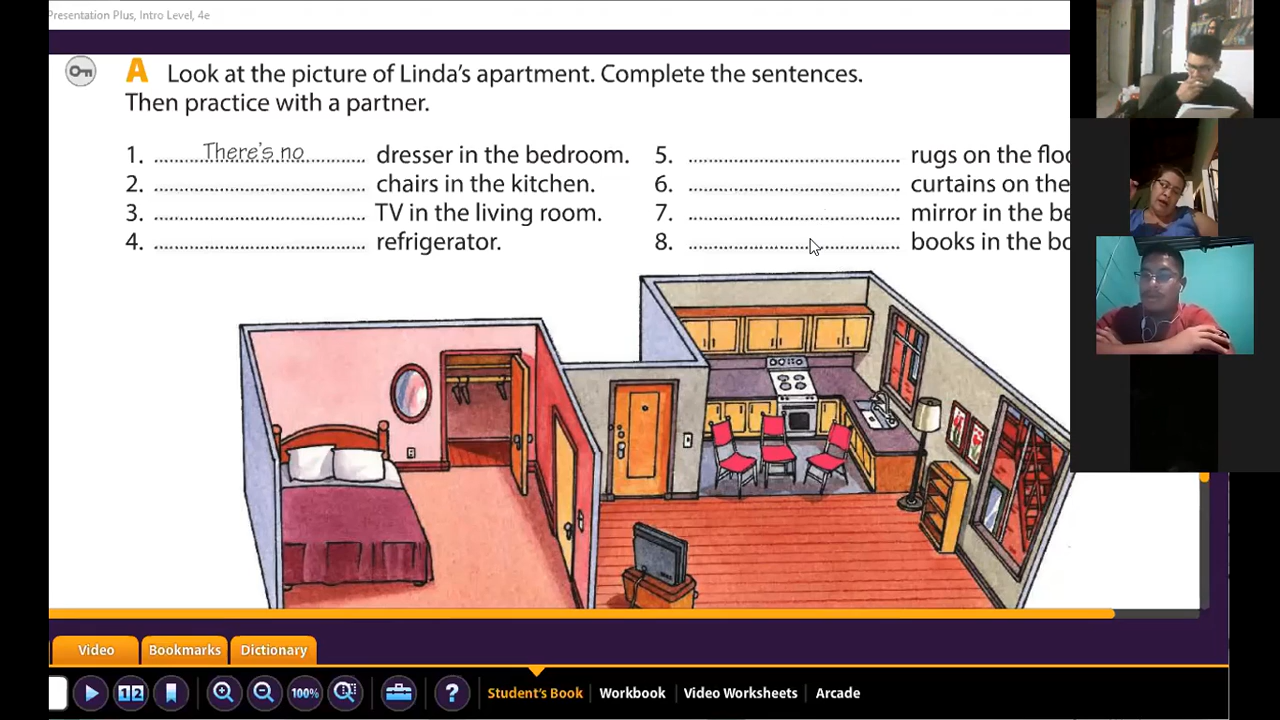 Presentation Plus, Intro Level, 4e
A Look at the picture of Linda's apartment. Complete the sentences.
Then practice with a partner.
1. There's no dresser in the bedroom.
2. chairs in the kitchen.
3. TV in the living room.
4. refrigerator.
5. rugs on the floo
6. curtains on the
7. mirror in the be
8. books in the bo
Video Bookmarks Dictionary
1 2 100% ? Student's Book Workbook Video Worksheets Arcade